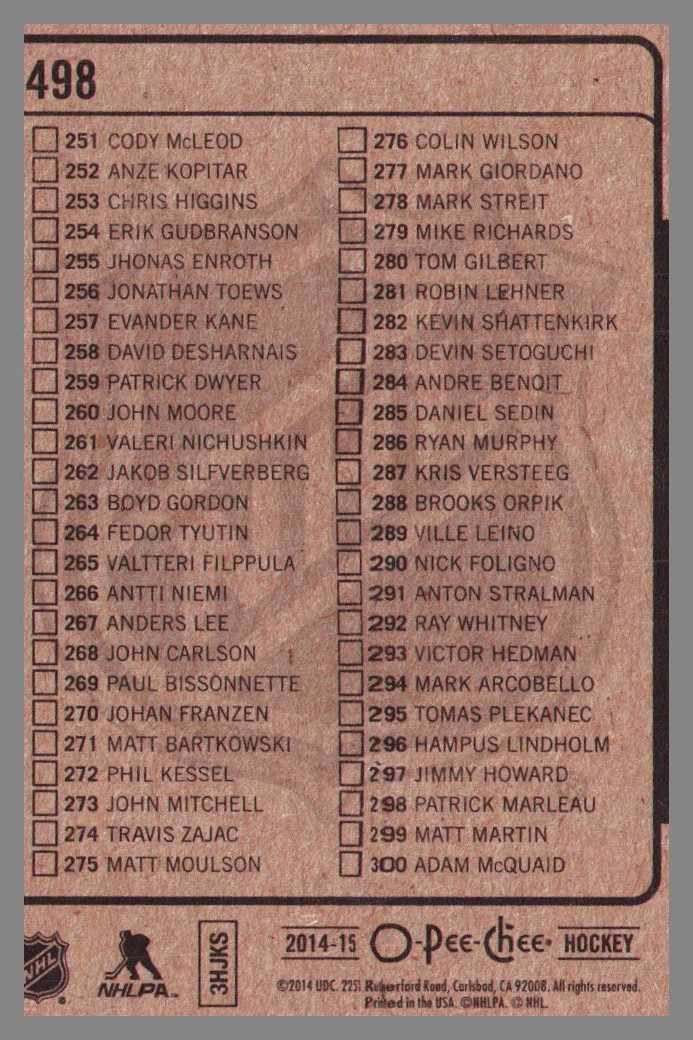 498
251 CODY McLEOD
252 ANZE KOPITAR
253 CHRIS HIGGINS
254 ERIK GUDBRANSON
255 JHONAS ENROTH
256 JONATHAN TOEWS
257 EVANDER KANE
258 DAVID DESHARNAIS
259 PATRICK DWYER
260 JOHN MOORE
261 VALERI NICHUSHKIN
262 JAKOB SILFVERBERG
263 BOYD GORDON
264 FEDOR TYUTIN
265 VALTTERI FILPPULA
266 ANTTI NIEMI
267 ANDERS LEE
268 JOHN CARLSON
269 PAUL BISSONNETTE
270 JOHAN FRANZEN
271 MATT BARTKOWSKI
272 PHIL KESSEL
273 JOHN MITCHELL
274 TRAVIS ZAJAC
275 MATT MOULSON
276 COLIN WILSON
277 MARK GIORDANO
278 MARK STREIT
279 MIKE RICHARDS
280 TOM GILBERT
281 ROBIN LEHNER
282 KEVIN SHATTENKIRK
283 DEVIN SETOGUCHI
284 ANDRE BENOIT
285 DANIEL SEDIN
286 RYAN MURPHY
287 KRIS VERSTEEG
288 BROOKS ORPIK
289 VILLE LEINO
290 NICK FOLIGNO
291 ANTON STRALMAN
292 RAY WHITNEY
293 VICTOR HEDMAN
294 MARK ARCOBELLO
295 TOMAS PLEKANEC
296 HAMPUS LINDHOLM
297 JIMMY HOWARD
298 PATRICK MARLEAU
299 MATT MARTIN
300 ADAM McQUAID
NHL
NHLPA™
3HJKS
2014-15 O-Pee-Chee HOCKEY
©2014 UDC. 2251 Rutherford Road, Carlsbad, CA 92008. All rights reserved.
Printed in the USA. ©NHLPA. © NHL.